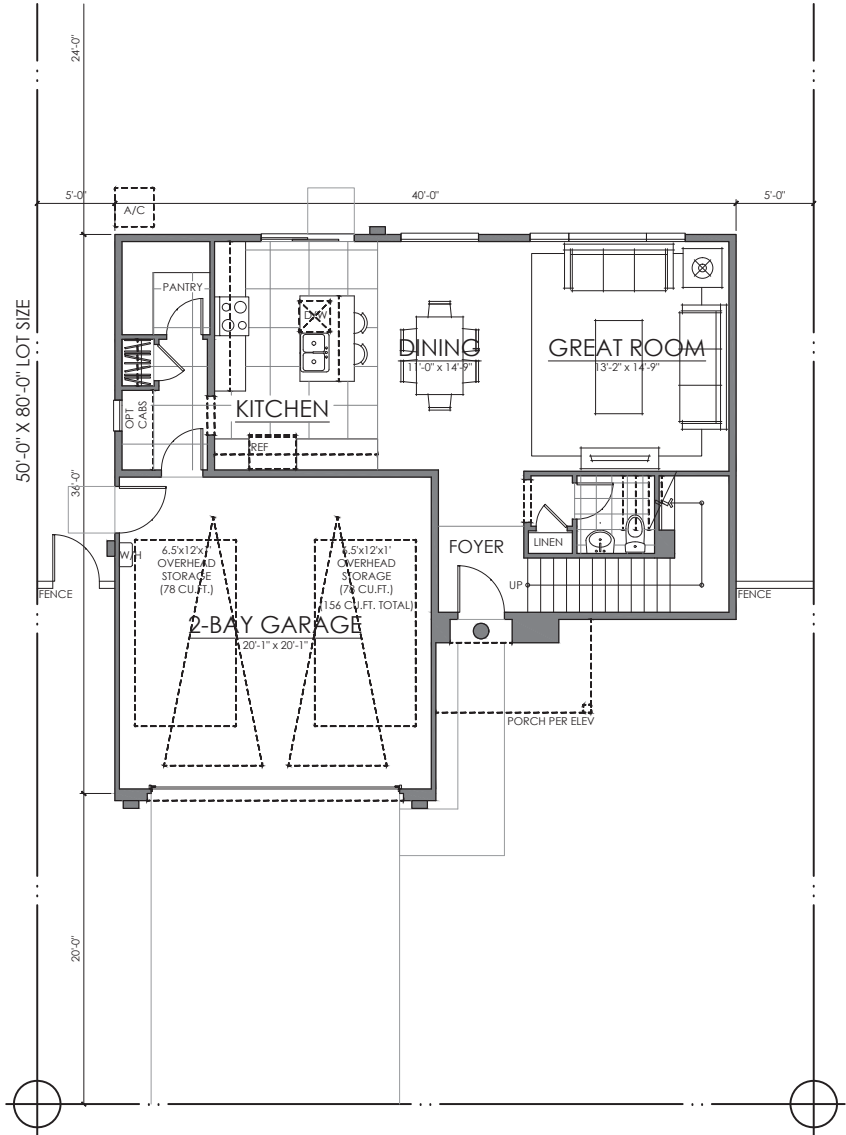 24'-0"
5'-0"
40'-0"
5'-0"
A/C
50'-0" X 80'-0" LOT SIZE
PANTRY
D/W
DINING
11'-0" x 14'-9"
GREAT ROOM
13'-2" x 14'-9"
OPT
CABS
KITCHEN
REF
36'-0"
W/H
6.5'x12'x1'
OVERHEAD
STORAGE
(78 CU.FT.)
6.5'x12'x1'
OVERHEAD
STORAGE
(78 CU.FT.)
(156 CU.FT. TOTAL)
FOYER
LINEN
UP
FENCE
FENCE
2-BAY GARAGE
20'-1" x 20'-1"
PORCH PER ELEV
20'-0"